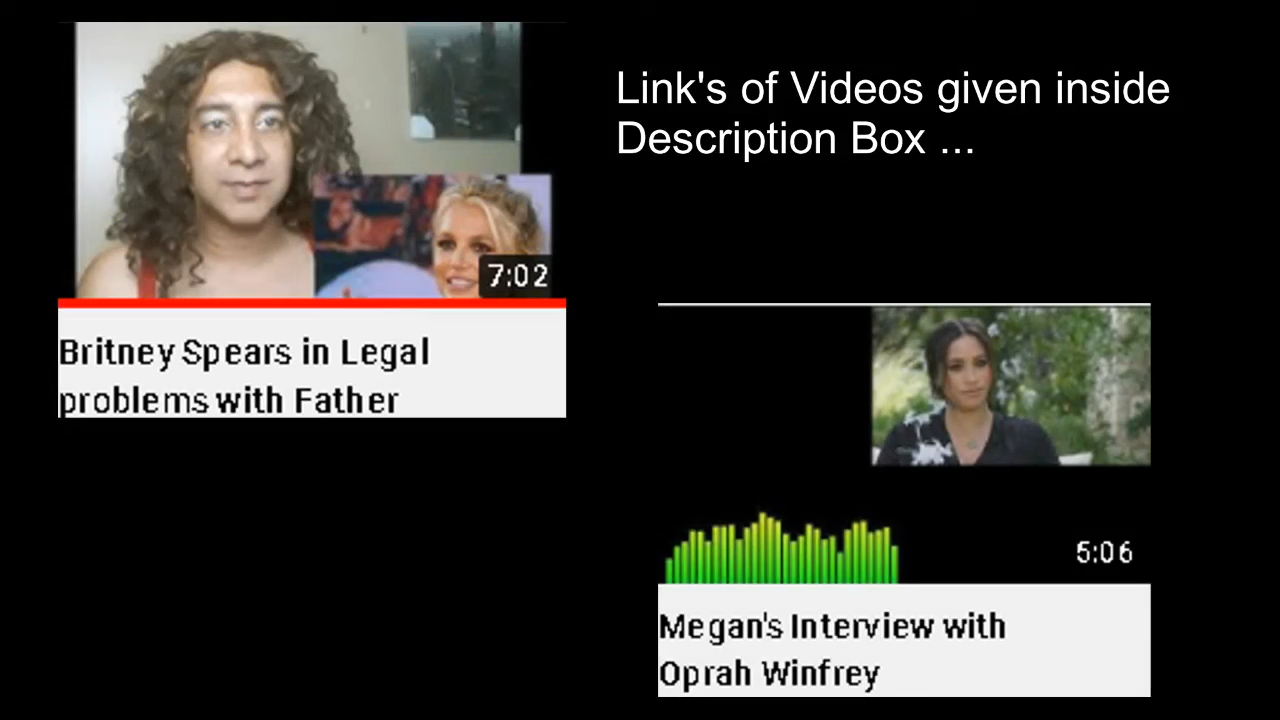 Link's of Videos given inside
Description Box ...
7:02
Britney Spears in Legal
problems with Father
5:06
Megan's Interview with
Oprah Winfrey